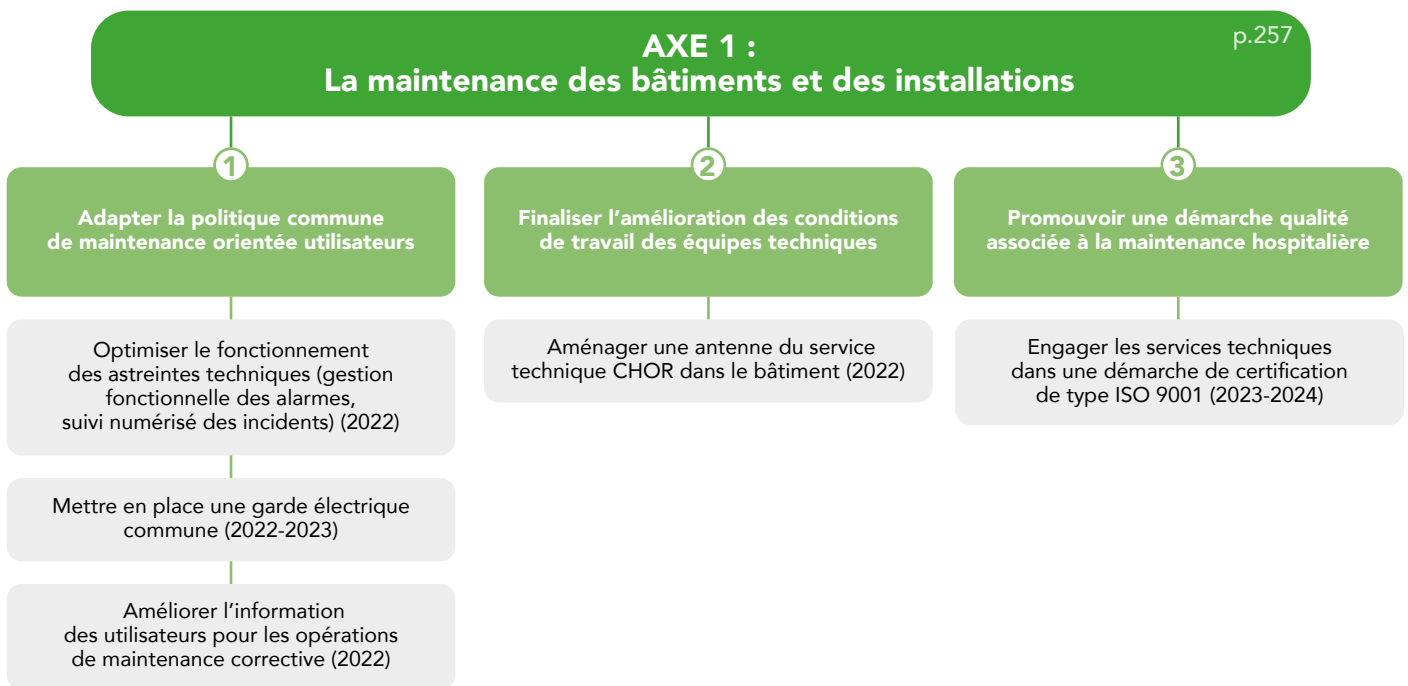 AXE 1 :
p.257
La maintenance des bâtiments et des installations
1
Adapter la politique commune
de maintenance orientée utilisateurs
Optimiser le fonctionnement
des astreintes techniques (gestion
fonctionnelle des alarmes,
suivi numérisé des incidents) (2022)
Mettre en place une garde électrique
commune (2022-2023)
Améliorer l’information
des utilisateurs pour les opérations
de maintenance corrective (2022)
2
Finaliser l’amélioration des conditions
de travail des équipes techniques
Aménager une antenne du service
technique CHOR dans le bâtiment (2022)
3
Promouvoir une démarche qualité
associée à la maintenance hospitalière
Engager les services techniques
dans une démarche de certification
de type ISO 9001 (2023-2024)